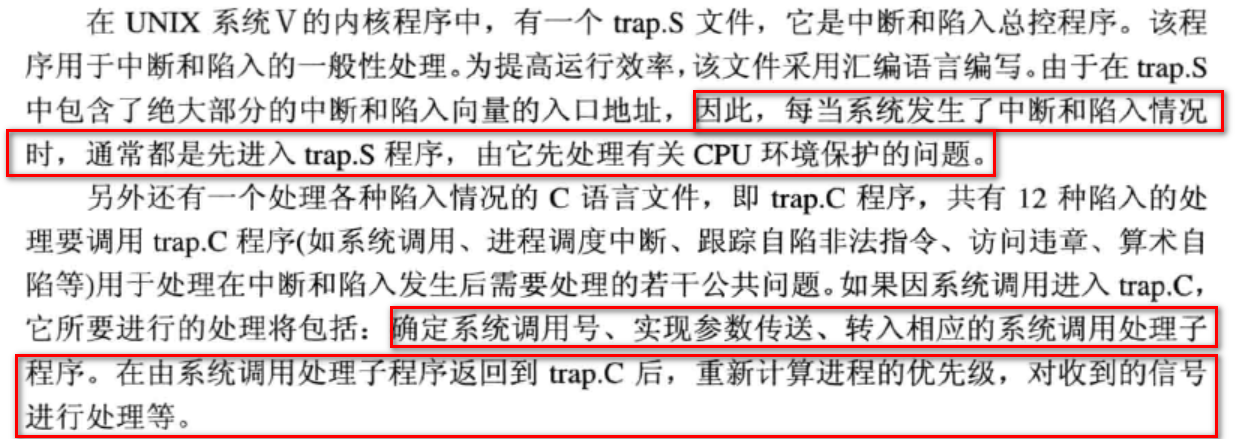 在 UNIX 系统Ⅴ的内核程序中，有一个 trap.S 文件，它是中断和陷入总控程序。该程
序用于中断和陷入的一般性处理。为提高运行效率，该文件采用汇编语言编写。由于在 trap.S
中包含了绝大部分的中断和陷入向量的入口地址，因此，每当系统发生了中断和陷入情况
时，通常都是先进入 trap.S 程序，由它先处理有关 CPU 环境保护的问题。
另外还有一个处理各种陷入情况的 C 语言文件，即 trap.C 程序，共有 12 种陷入的处
理要调用 trap.C 程序(如系统调用、进程调度中断、跟踪自陷非法指令、访问违章、算术自
陷等)用于处理在中断和陷入发生后需要处理的若干公共问题。如果因系统调用进入 trap.C，
它所要进行的处理将包括：确定系统调用号、实现参数传送、转入相应的系统调用处理子
程序。在由系统调用处理子程序返回到 trap.C 后，重新计算进程的优先级，对收到的信号
进行处理等。